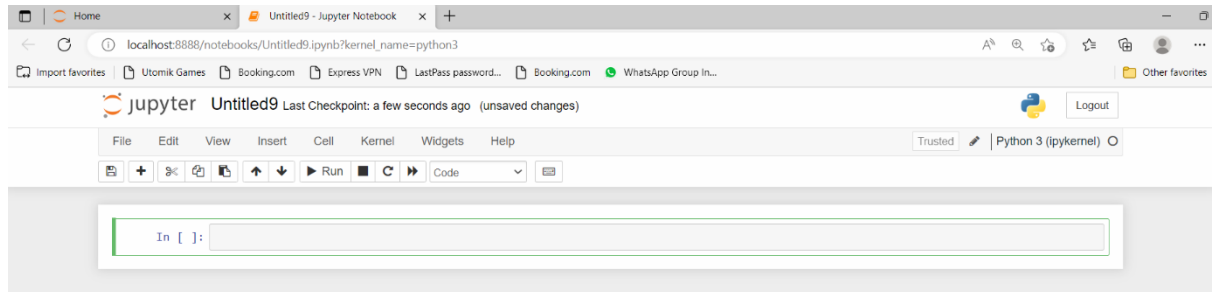 Home Untitled9 - Jupyter Notebook
localhost:8888/notebooks/Untitled9.ipynb?kernel_name=python3
Import favorites Utomik Games Booking.com Express VPN LastPass password... Booking.com WhatsApp Group In... Other favorites
jupyter Untitled9 Last Checkpoint: a few seconds ago (unsaved changes) Logout
File Edit View Insert Cell Kernel Widgets Help Trusted Python 3 (ipykernel)
Run Code
In [ ]: